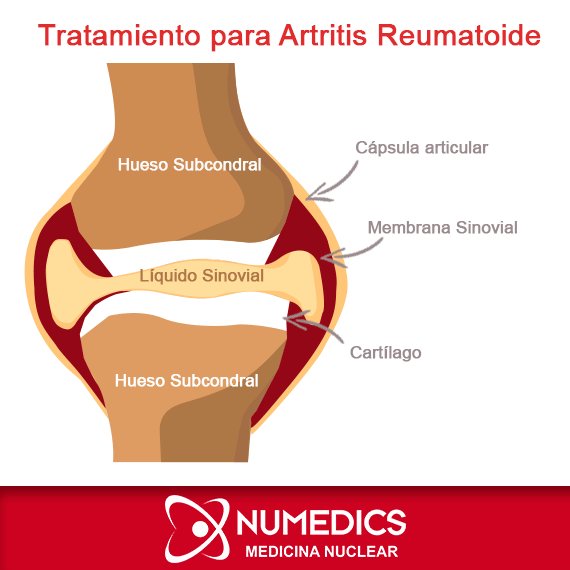 Tratamiento para Artritis Reumatoide
Hueso Subcondral
Cápsula articular
Membrana Sinovial
Líquido Sinovial
Cartílago
Hueso Subcondral
NUMEDICS
MEDICINA NUCLEAR